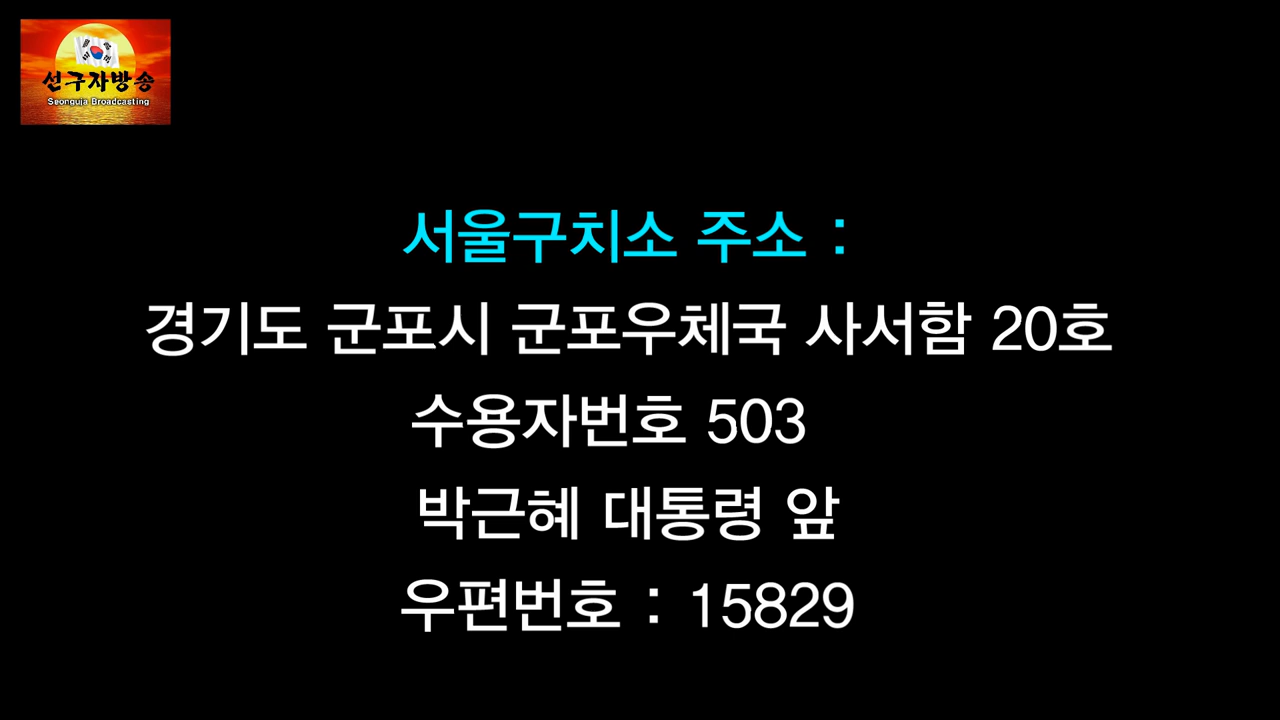 선구자방송
Seonguja Broadcasting
서울구치소 주소 :
경기도 군포시 군포우체국 사서함 20호
수용자번호 503
박근혜 대통령 앞
우편번호 : 15829